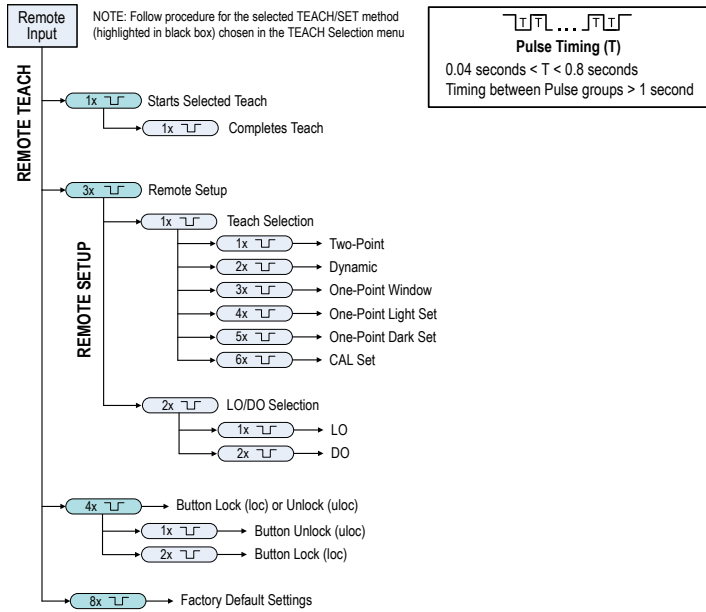 Remote
Input
NOTE: Follow procedure for the selected TEACH/SET method
(highlighted in black box) chosen in the TEACH Selection menu
T T ... T T
Pulse Timing (T)
0.04 seconds < T < 0.8 seconds
Timing between Pulse groups > 1 second
REMOTE TEACH
1x Starts Selected Teach
1x Completes Teach
3x Remote Setup
REMOTE SETUP
1x Teach Selection
1x Two-Point
2x Dynamic
3x One-Point Window
4x One-Point Light Set
5x One-Point Dark Set
6x CAL Set
2x LO/DO Selection
1x LO
2x DO
4x Button Lock (loc) or Unlock (uloc)
1x Button Unlock (uloc)
2x Button Lock (loc)
8x Factory Default Settings